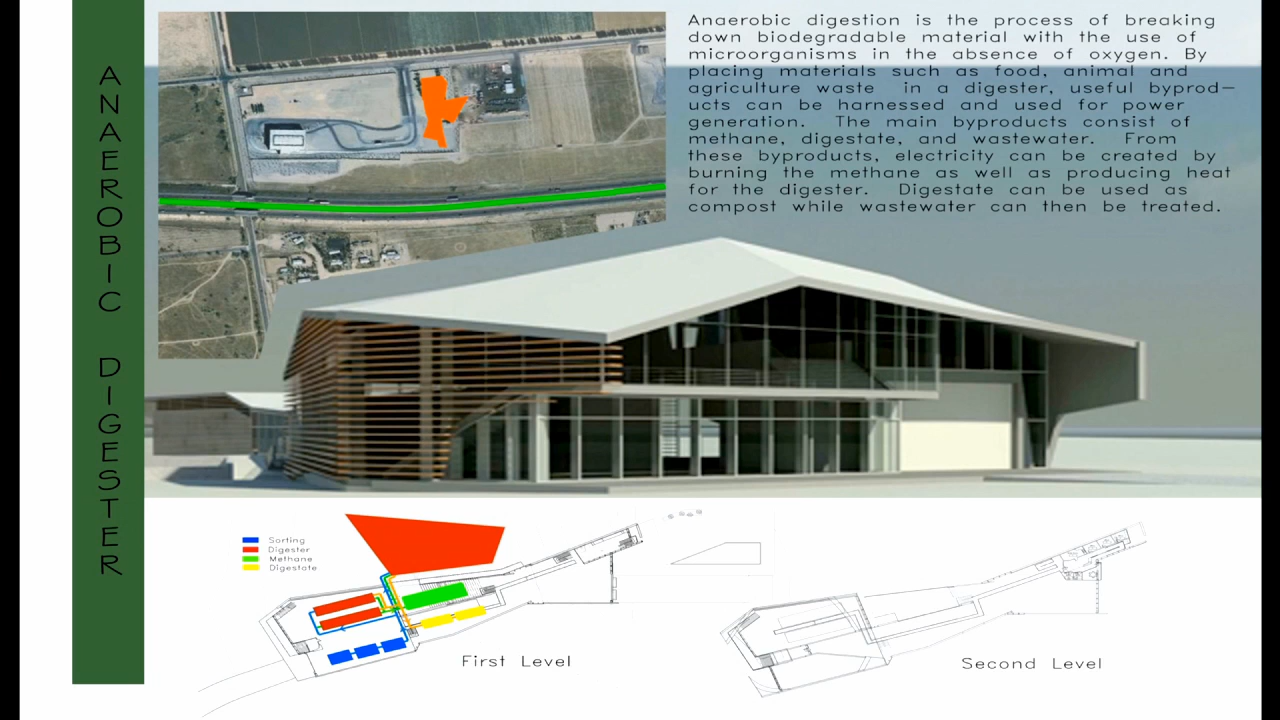 ANAEROBIC DIGESTER
Anaerobic digestion is the process of breaking
down biodegradable material with the use of
microorganisms in the absence of oxygen. By
placing materials such as food, animal and
agriculture waste in a digester, useful byprod-
ucts can be harnessed and used for power
generation. The main byproducts consist of
methane, digestate, and wastewater. From
these byproducts, electricity can be created by
burning the methane as well as producing heat
for the digester. Digestate can be used as
compost while wastewater can then be treated.
Sorting
Digester
Methane
Digestate
First Level
Second Level